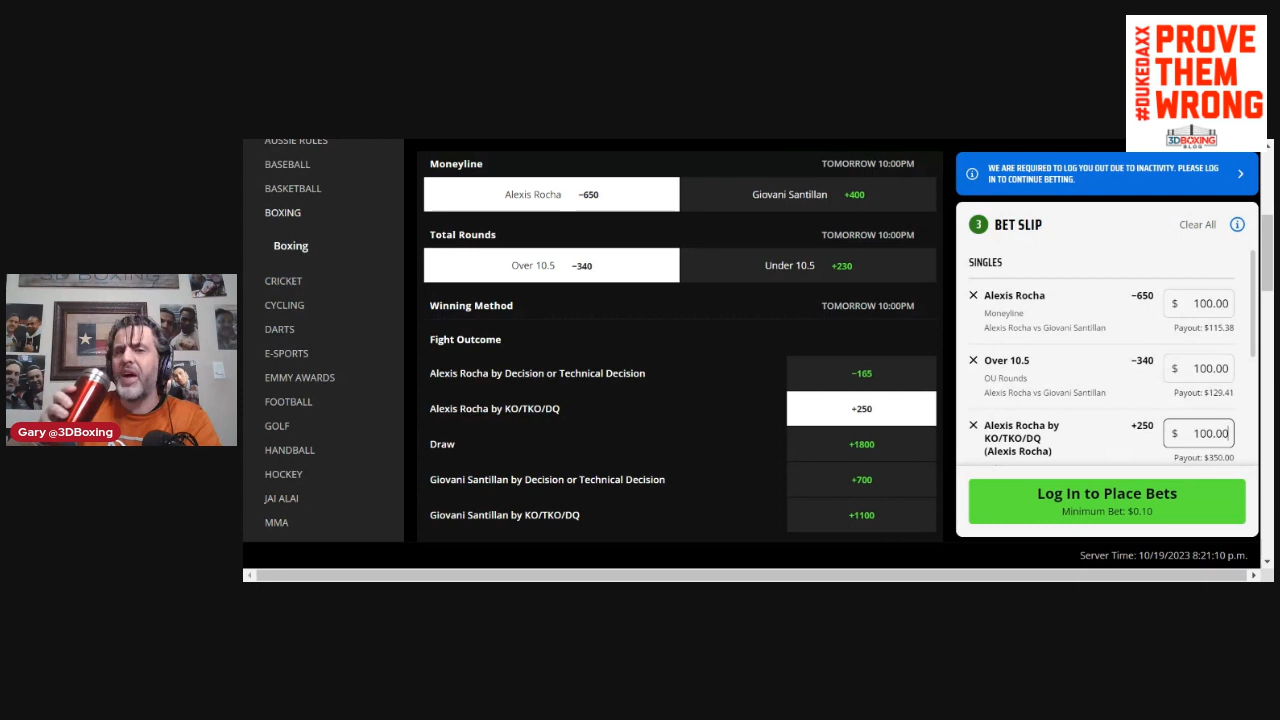 #DUKEDAXX
PROVE
THEM
WRONG
3DBOXING
BLOG
AUSSIE RULES
BASEBALL
BASKETBALL
BOXING
Boxing
CRICKET
CYCLING
DARTS
E-SPORTS
EMMY AWARDS
FOOTBALL
GOLF
HANDBALL
HOCKEY
JAI ALAI
MMA
Moneyline TOMORROW 10:00PM
Alexis Rocha −650 Giovani Santillan +400
Total Rounds TOMORROW 10:00PM
Over 10.5 −340 Under 10.5 +230
Winning Method TOMORROW 10:00PM
Fight Outcome
Alexis Rocha by Decision or Technical Decision −165
Alexis Rocha by KO/TKO/DQ +250
Draw +1800
Giovani Santillan by Decision or Technical Decision +700
Giovani Santillan by KO/TKO/DQ +1100
WE ARE REQUIRED TO LOG YOU OUT DUE TO INACTIVITY. PLEASE LOG
IN TO CONTINUE BETTING.
3 BET SLIP Clear All
SINGLES
Alexis Rocha −650 $ 100.00
Moneyline
Alexis Rocha vs Giovani Santillan Payout: $115.38
Over 10.5 −340 $ 100.00
OU Rounds
Alexis Rocha vs Giovani Santillan Payout: $129.41
Alexis Rocha by +250 $ 100.00
KO/TKO/DQ
(Alexis Rocha)
Payout: $350.00
Log In to Place Bets
Minimum Bet: $0.10
Server Time: 10/19/2023 8:21:10 p.m.
Gary @3DBoxing